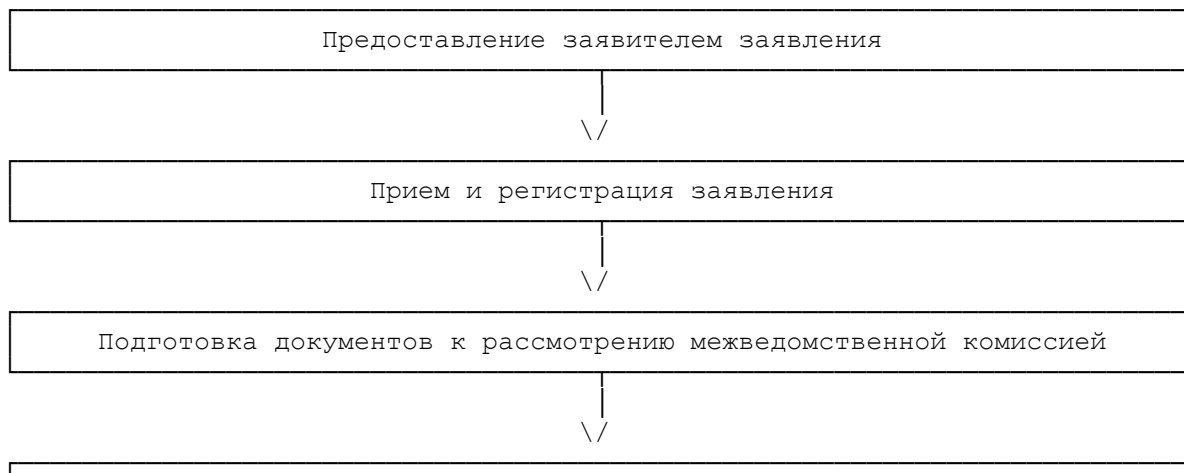 Предоставление заявителем заявления
\/
Прием и регистрация заявления
\/
Подготовка документов к рассмотрению межведомственной комиссией
\/